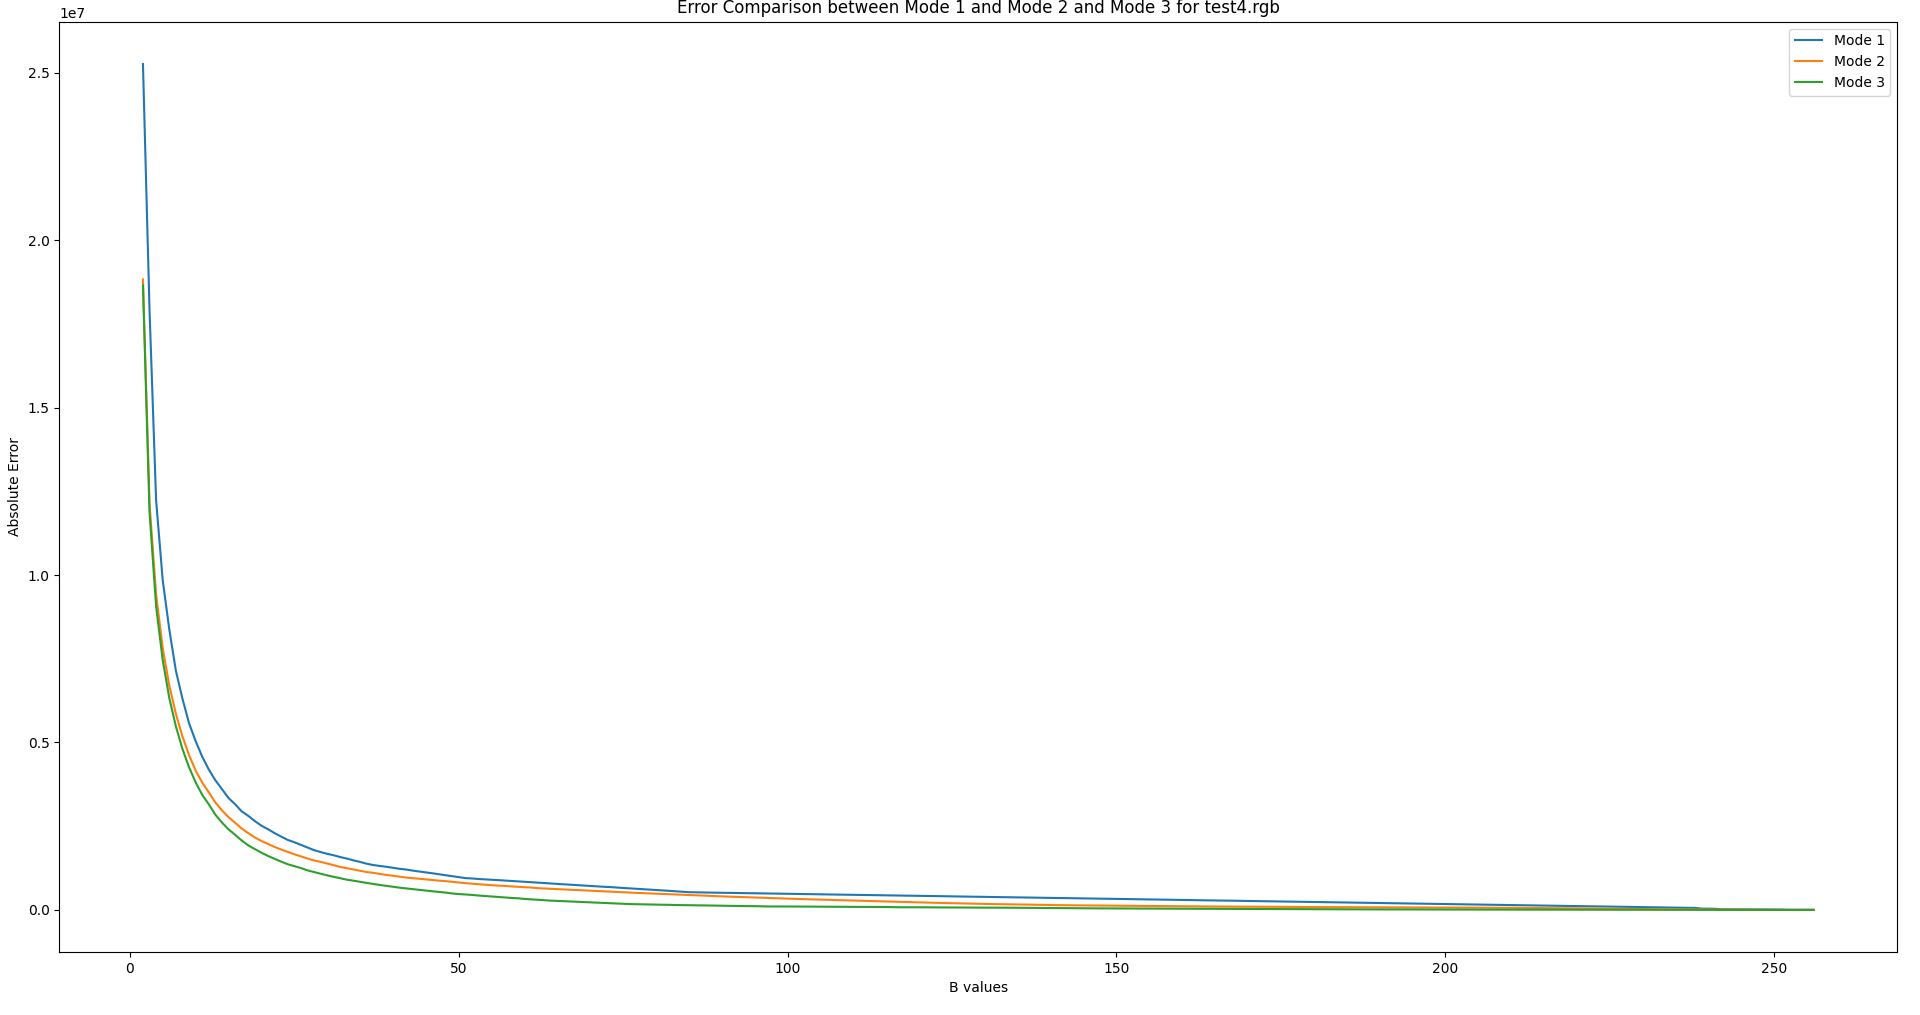 Error Comparison between Mode 1 and Mode 2 and Mode 3 for test4.rgb
1e7
Mode 1
Mode 2
Mode 3
2.5
2.0
1.5
1.0
0.5
0.0
Absolute Error
0 50 100 150 200 250
B values